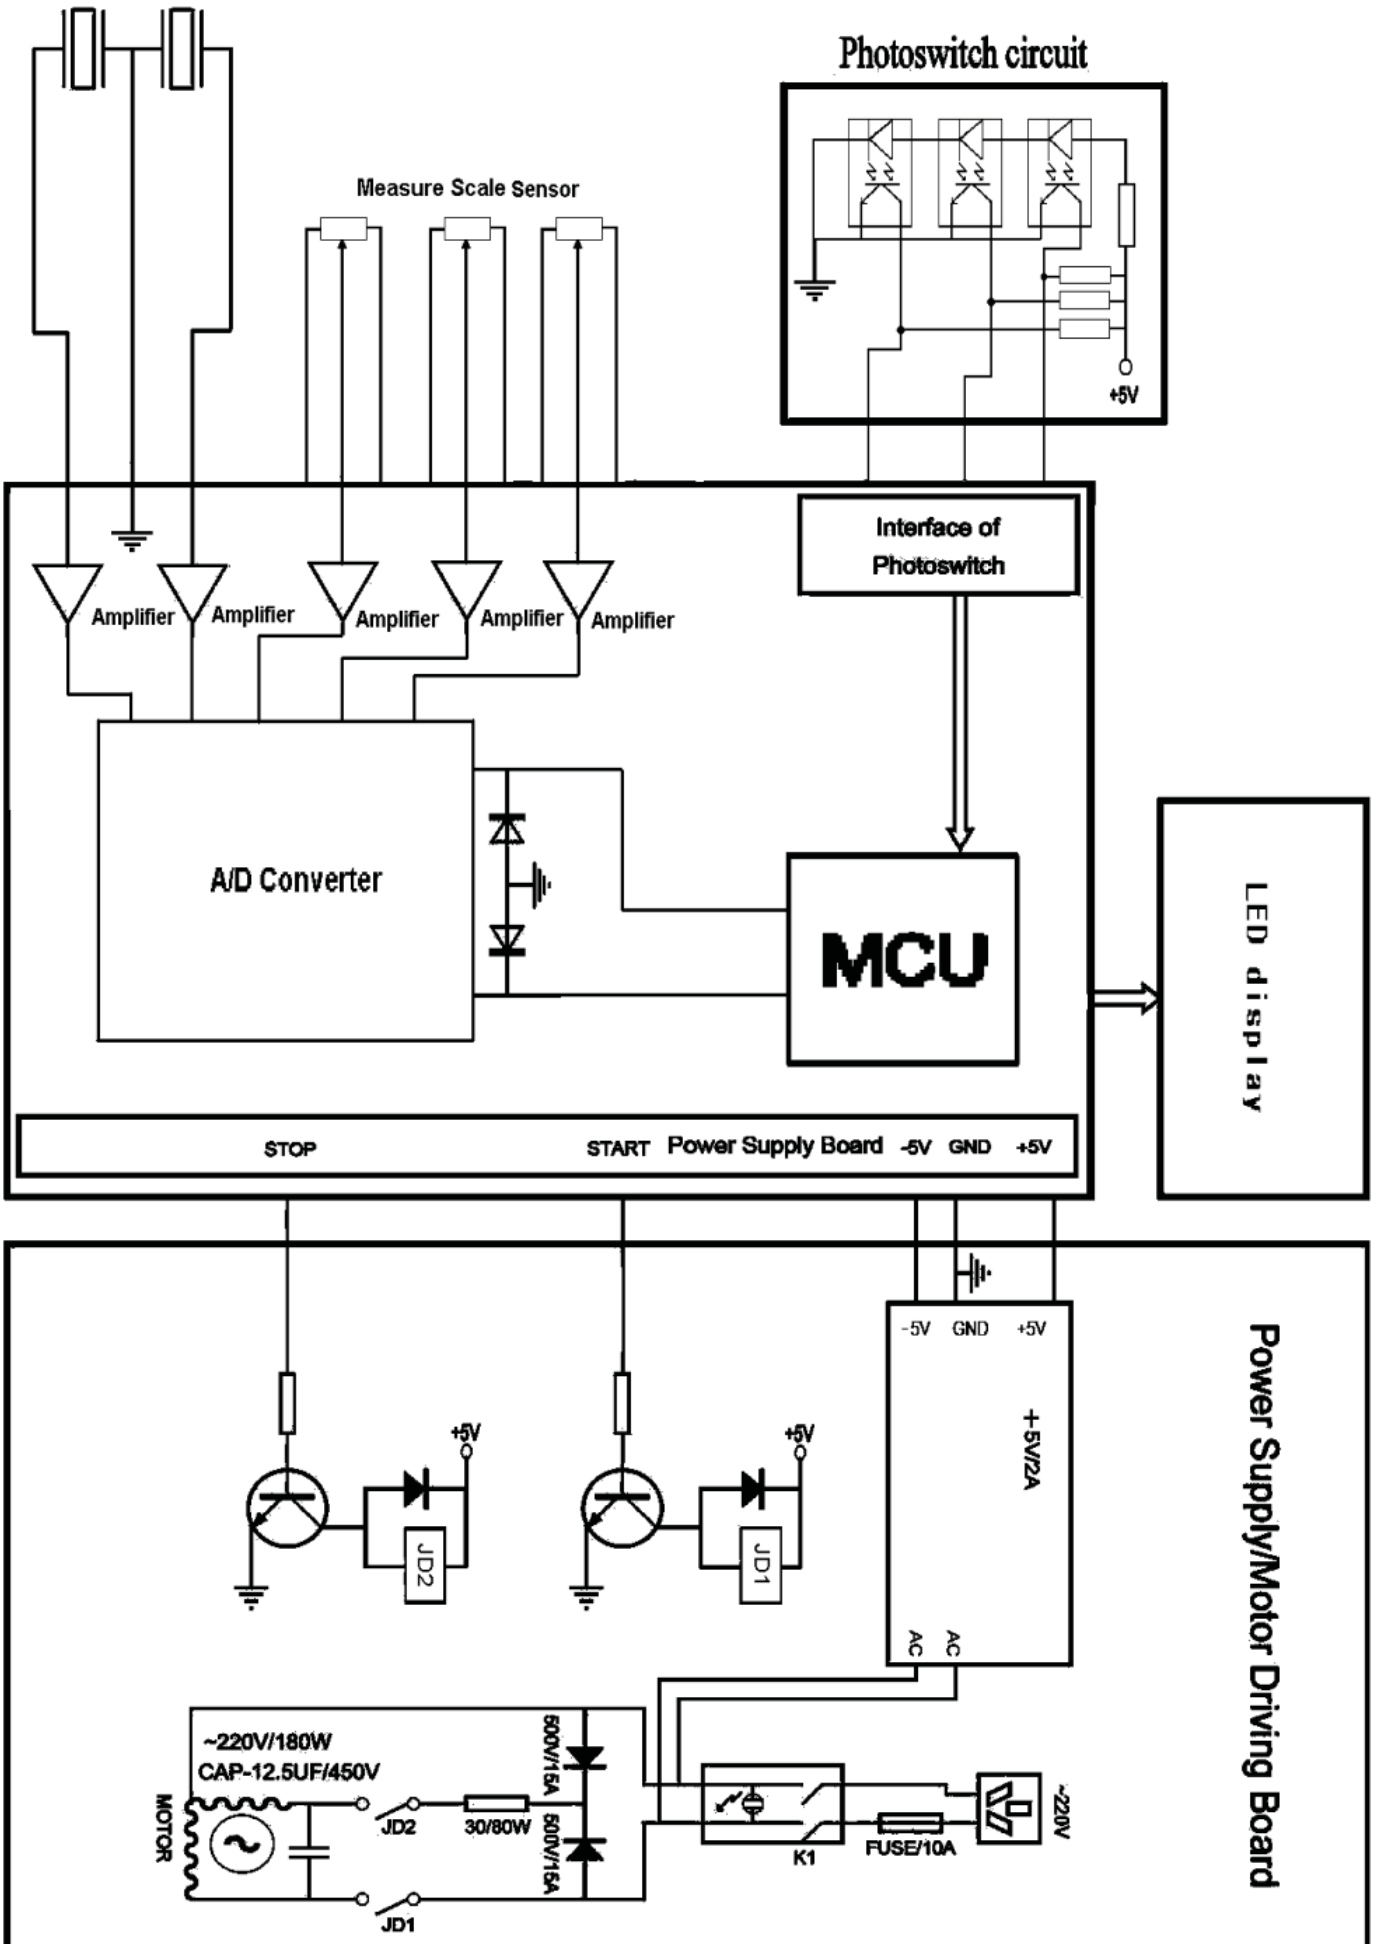 Photoswitch circuit
Measure Scale Sensor
+5V
Interface of
Photoswitch
Amplifier
Amplifier
Amplifier
Amplifier
Amplifier
A/D Converter
MCU
LED display
STOP
START
Power Supply Board
-5V
GND
+5V
-5V
GND
+5V
+5V/2A
AC
AC
Power Supply/Motor Driving Board
+5V
JD2
+5V
JD1
~220V/180W
CAP-12.5UF/450V
MOTOR
JD2
30/80W
500V/15A
500V/15A
JD1
K1
FUSE/10A
~220V